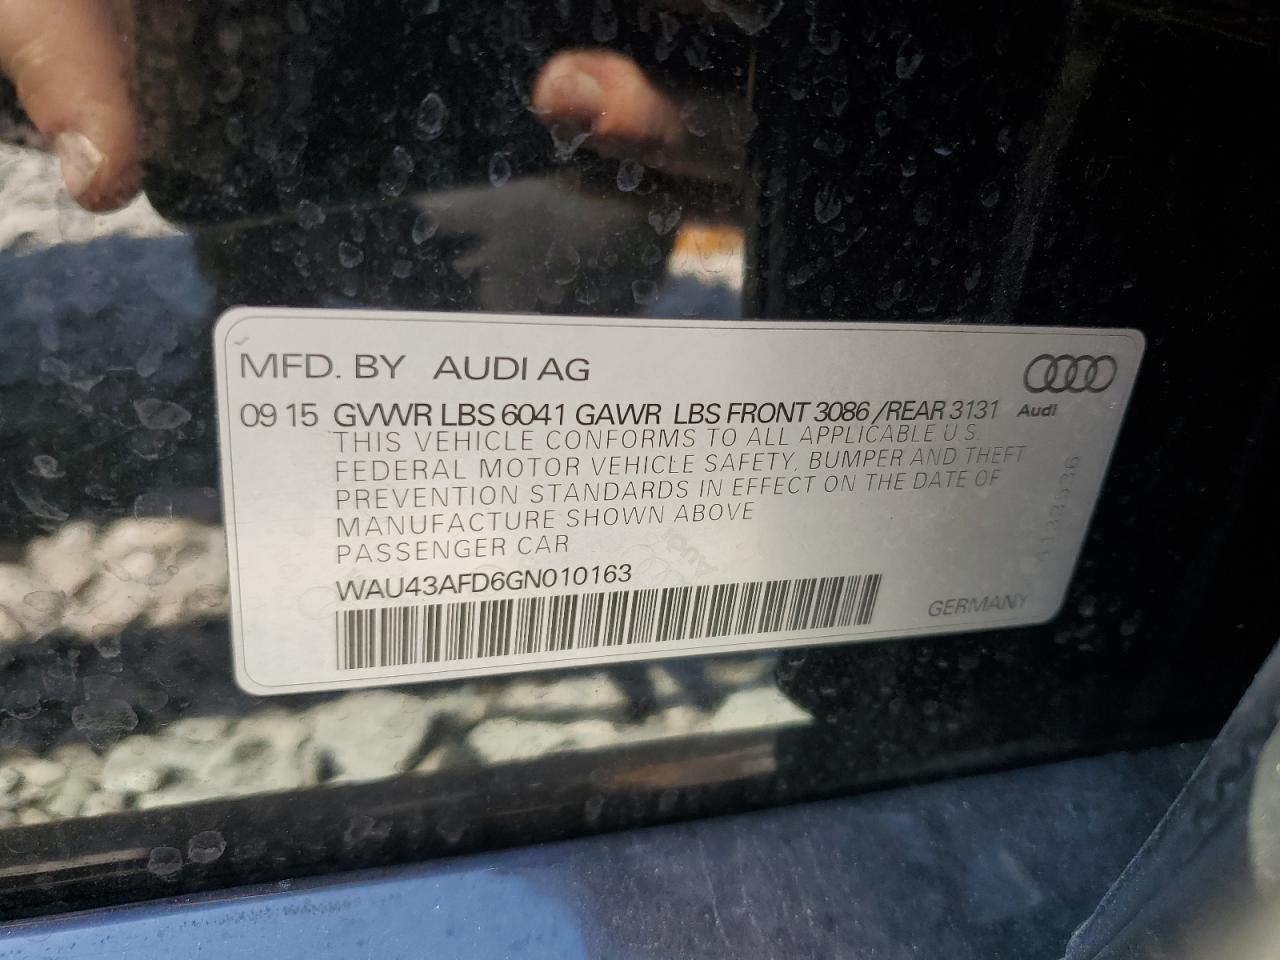 MFD. BY AUDI AG
09 15 GVWR LBS 6041 GAWR LBS FRONT 3086 /REAR 3131 Audi
THIS VEHICLE CONFORMS TO ALL APPLICABLE U.S.
FEDERAL MOTOR VEHICLE SAFETY, BUMPER AND THEFT
PREVENTION STANDARDS IN EFFECT ON THE DATE OF
MANUFACTURE SHOWN ABOVE
PASSENGER CAR
WAU43AFD6GN010163
GERMANY